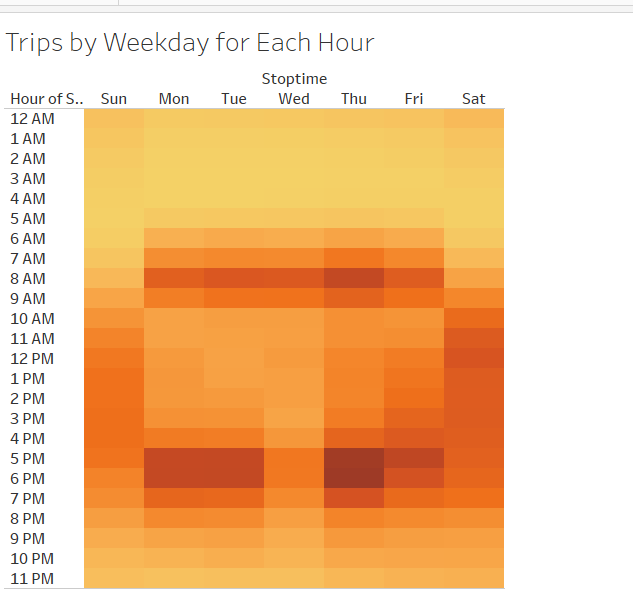 Trips by Weekday for Each Hour
Stoptime
Hour of S.. Sun Mon Tue Wed Thu Fri Sat
12 AM
1 AM
2 AM
3 AM
4 AM
5 AM
6 AM
7 AM
8 AM
9 AM
10 AM
11 AM
12 PM
1 PM
2 PM
3 PM
4 PM
5 PM
6 PM
7 PM
8 PM
9 PM
10 PM
11 PM